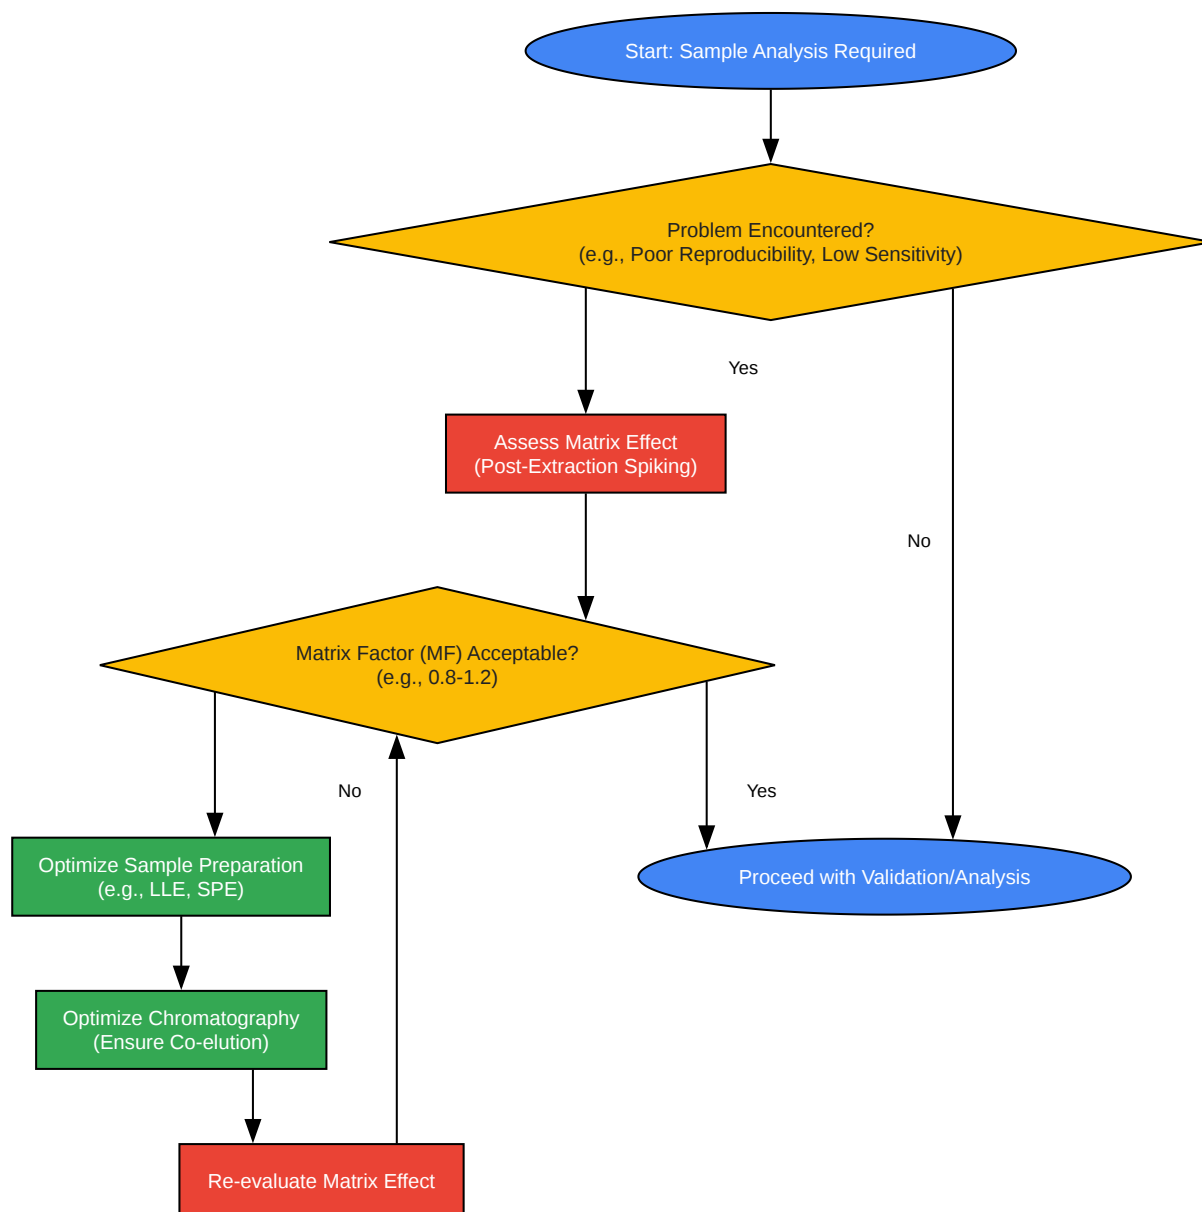 Start: Sample Analysis Required
Problem Encountered?
(e.g., Poor Reproducibility, Low Sensitivity)
Yes
Assess Matrix Effect
(Post-Extraction Spiking)
No
Matrix Factor (MF) Acceptable?
(e.g., 0.8-1.2)
No
Yes
Optimize Sample Preparation
(e.g., LLE, SPE)
Proceed with Validation/Analysis
Optimize Chromatography
(Ensure Co-elution)
Re-evaluate Matrix Effect